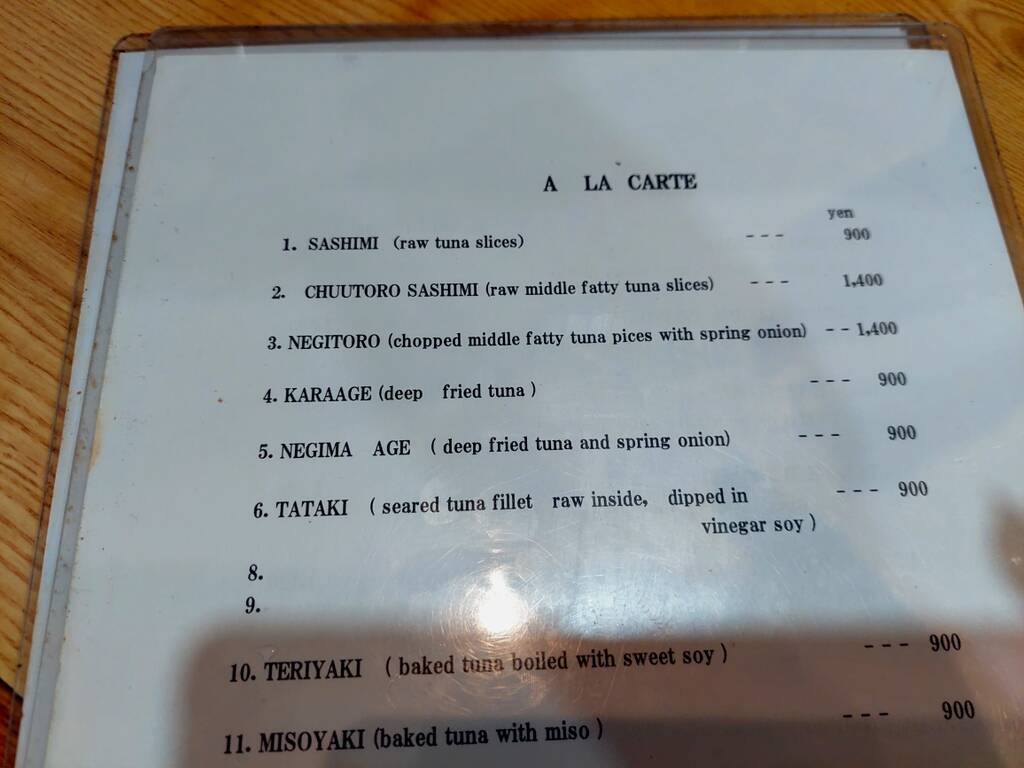 A LA CARTE
yen
1. SASHIMI (raw tuna slices) --- 900
2. CHUUTORO SASHIMI (raw middle fatty tuna slices) --- 1,400
3. NEGITORO (chopped middle fatty tuna pices with spring onion) -- 1,400
4. KARAAGE (deep fried tuna ) --- 900
5. NEGIMA AGE ( deep fried tuna and spring onion) --- 900
6. TATAKI ( seared tuna fillet raw inside, dipped in --- 900
vinegar soy )
8.
9.
10. TERIYAKI ( baked tuna boiled with sweet soy ) --- 900
11. MISOYAKI (baked tuna with miso ) --- 900